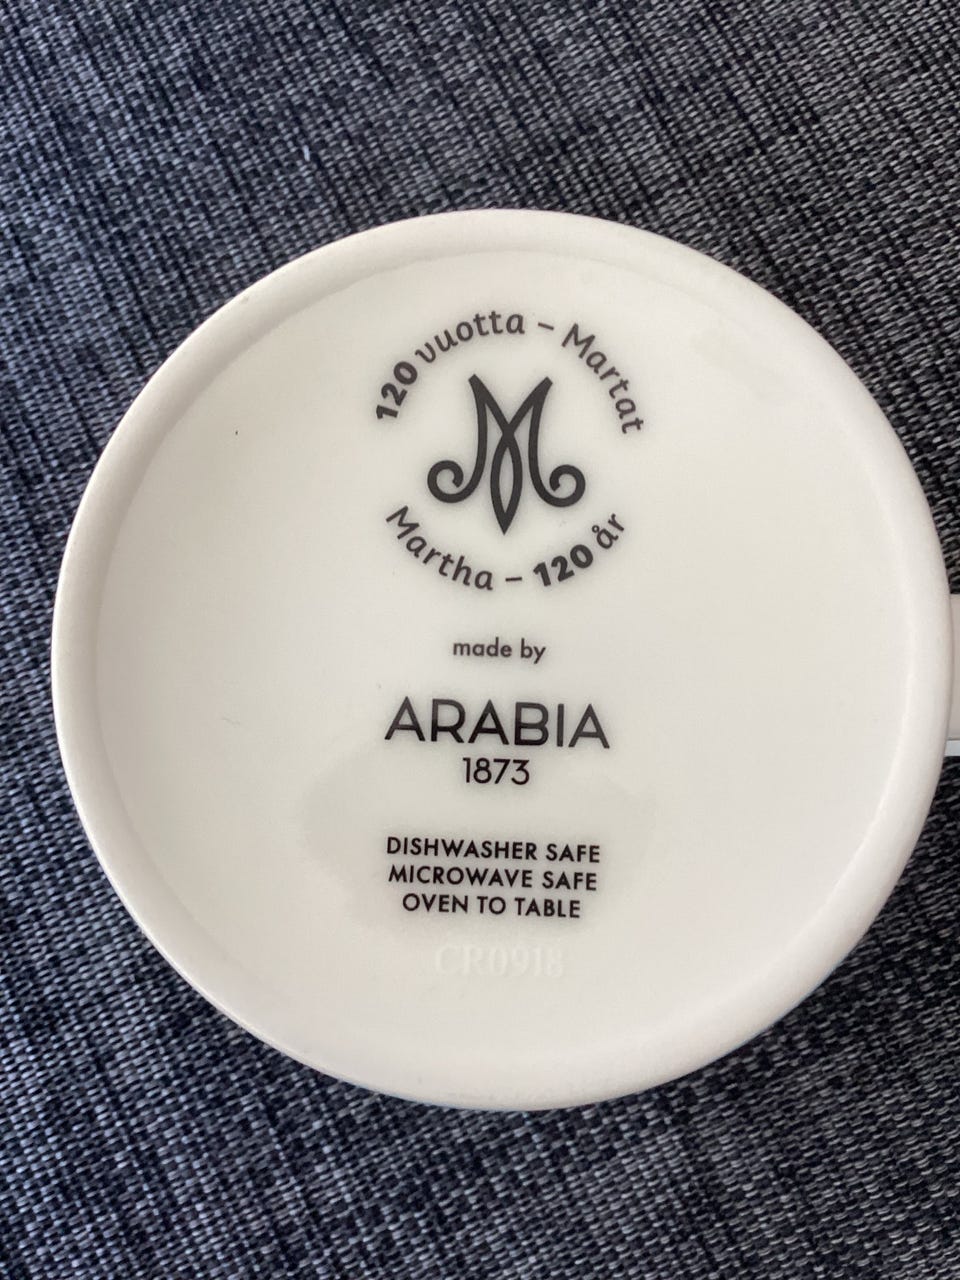 120 vuotta – Martat
Martha – 120 år
made by
ARABIA
1873
DISHWASHER SAFE
MICROWAVE SAFE
OVEN TO TABLE
CR0918